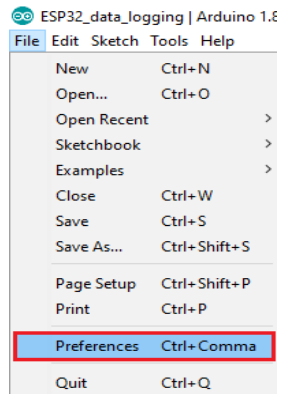 ESP32_data_logging | Arduino 1.8
File Edit Sketch Tools Help
New Ctrl+N
Open... Ctrl+O
Open Recent >
Sketchbook >
Examples >
Close Ctrl+W
Save Ctrl+S
Save As... Ctrl+Shift+S
Page Setup Ctrl+Shift+P
Print Ctrl+P
Preferences Ctrl+Comma
Quit Ctrl+Q